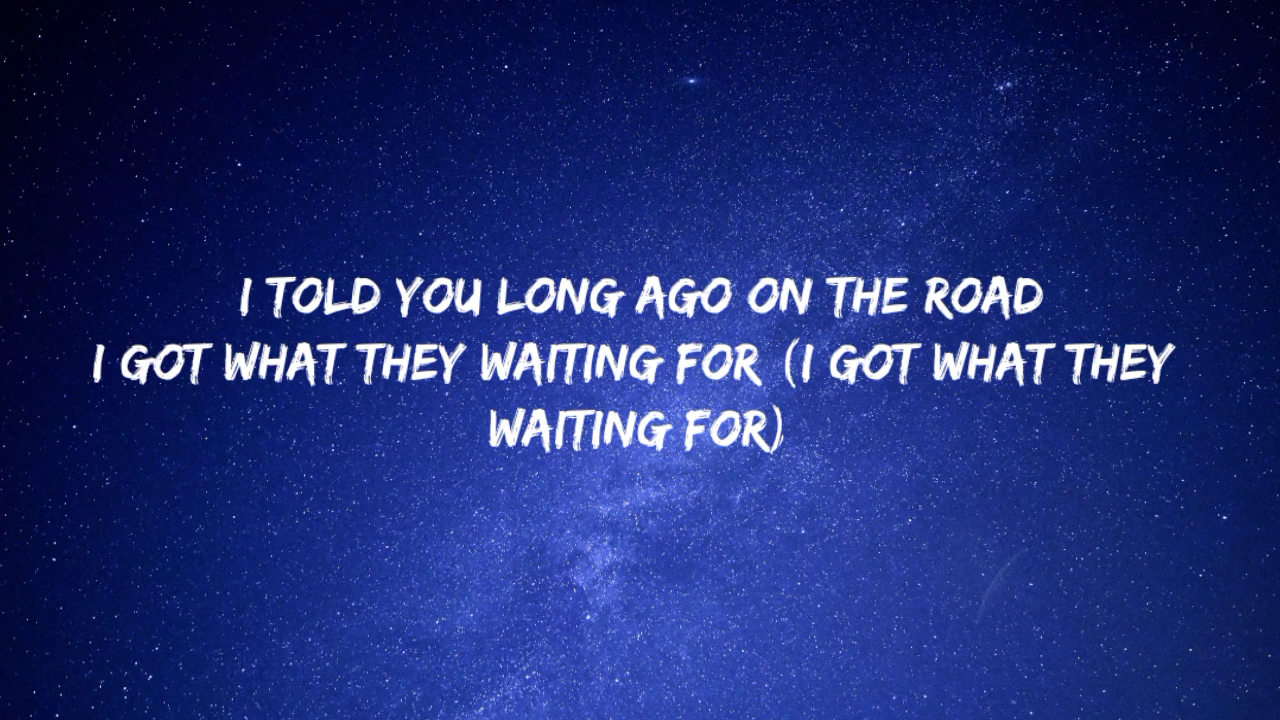 I TOLD YOU LONG AGO ON THE ROAD
I GOT WHAT THEY WAITING FOR (I GOT WHAT THEY
WAITING FOR)